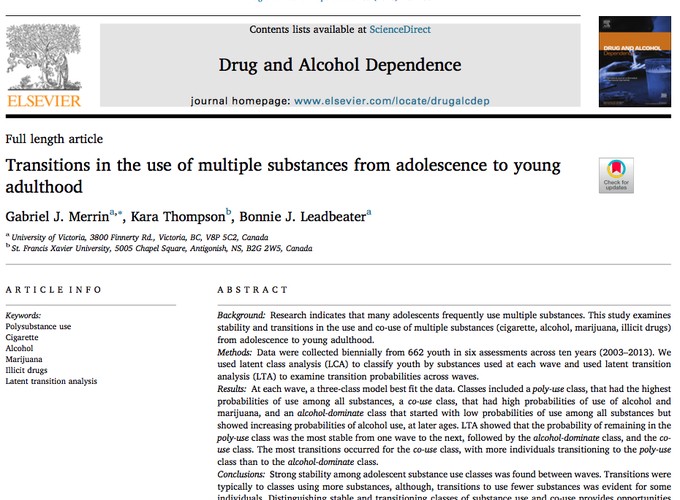 Contents lists available at ScienceDirect
Drug and Alcohol Dependence
journal homepage: www.elsevier.com/locate/drugalcdep
ELSEVIER
DRUG AND ALCOHOL
Dependence
Full length article
Transitions in the use of multiple substances from adolescence to young
adulthood
Check for
updates
Gabriel J. Merrin a,*, Kara Thompson b, Bonnie J. Leadbeater a
a University of Victoria, 3800 Finnerty Rd., Victoria, BC, V8P 5C2, Canada
b St. Francis Xavier University, 5005 Chapel Square, Antigonish, NS, B2G 2W5, Canada
ARTICLE INFO
Keywords:
Polysubstance use
Cigarette
Alcohol
Marijuana
Illicit drugs
Latent transition analysis
ABSTRACT
Background: Research indicates that many adolescents frequently use multiple substances. This study examines
stability and transitions in the use and co-use of multiple substances (cigarette, alcohol, marijuana, illicit drugs)
from adolescence to young adulthood.
Methods: Data were collected biennially from 662 youth in six assessments across ten years (2003–2013). We
used latent class analysis (LCA) to classify youth by substances used at each wave and used latent transition
analysis (LTA) to examine transition probabilities across waves.
Results: At each wave, a three-class model best fit the data. Classes included a poly-use class, that had the highest
probabilities of use among all substances, a co-use class, that had high probabilities of use of alcohol and
marijuana, and an alcohol-dominate class that started with low probabilities of use among all substances but
showed increasing probabilities of alcohol use, at later ages. LTA showed that the probability of remaining in the
poly-use class was the most stable from one wave to the next, followed by the alcohol-dominate class, and the co-
use class. The most transitions occurred for the co-use class, with more individuals transitioning to the poly-use
class than to the alcohol-dominate class.
Conclusions: Strong stability among adolescent substance use classes was found between waves. Transitions were
typically to classes using more substances, although, transitions to use fewer substances was evident for some
individuals. Distinguishing stable and transitioning classes of substance use and co-use provides opportunities